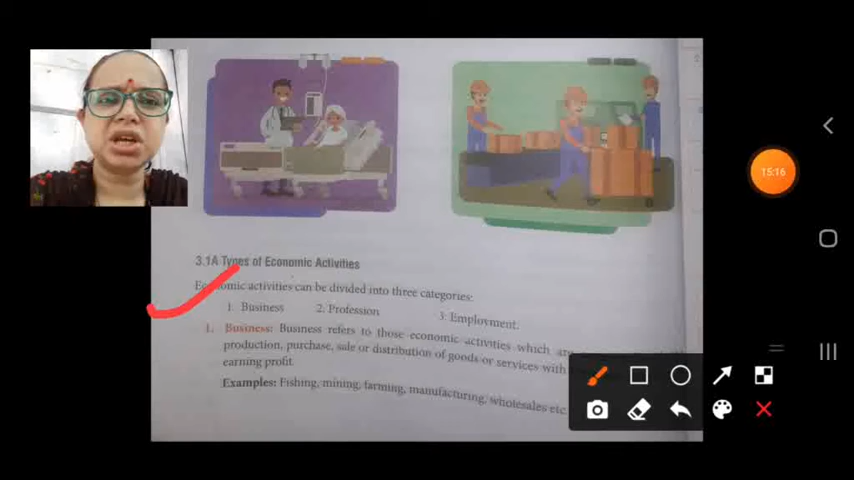 3.1A Types of Economic Activities
Economic activities can be divided into three categories:
1. Business 2. Profession 3. Employment.
1. Business: Business refers to those economic activities which are
production, purchase, sale or distribution of goods or services with
earning profit.
Examples: Fishing, mining, farming, manufacturing, wholesales etc.
15:16